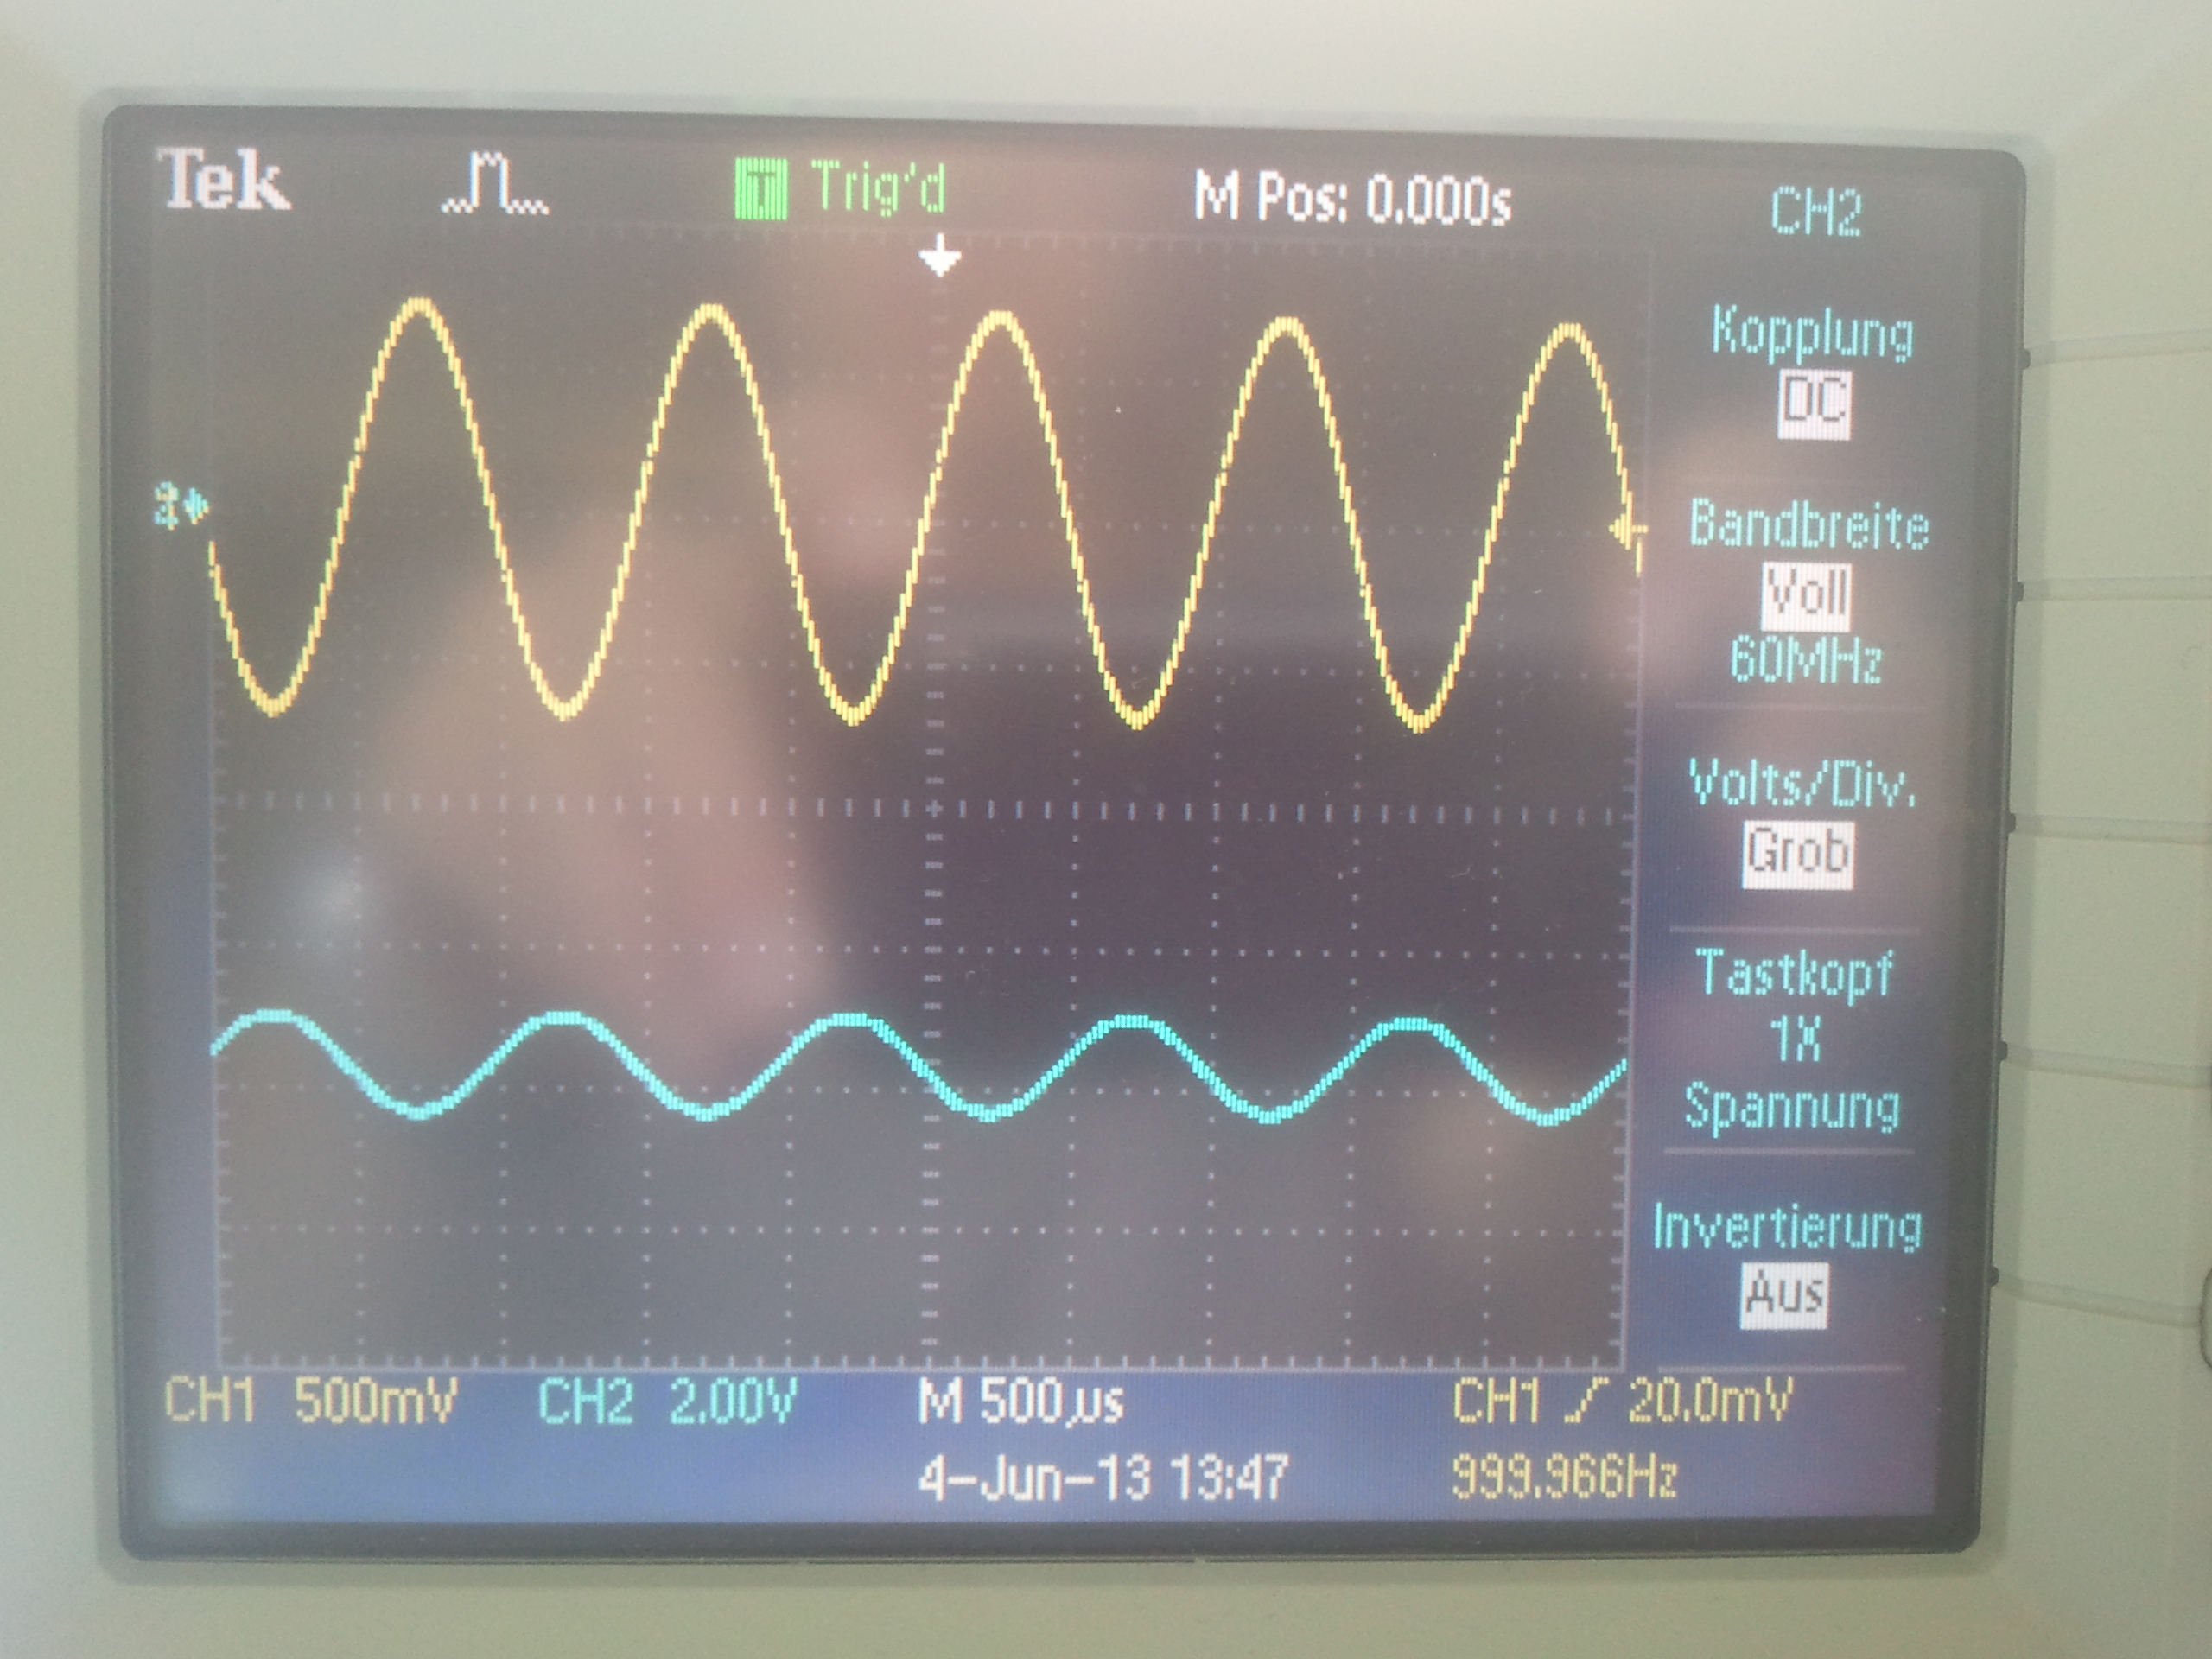 Tek T Trig'd M Pos: 0.000s CH2
Kopplung
DC
2
Bandbreite
Voll
60MHz
Volts/Div.
Grob
Tastkopf
1X
Spannung
Invertierung
Aus
CH1 500mV CH2 2.00V M 500µs CH1 20.0mV
4-Jun-13 13:47 999.966Hz